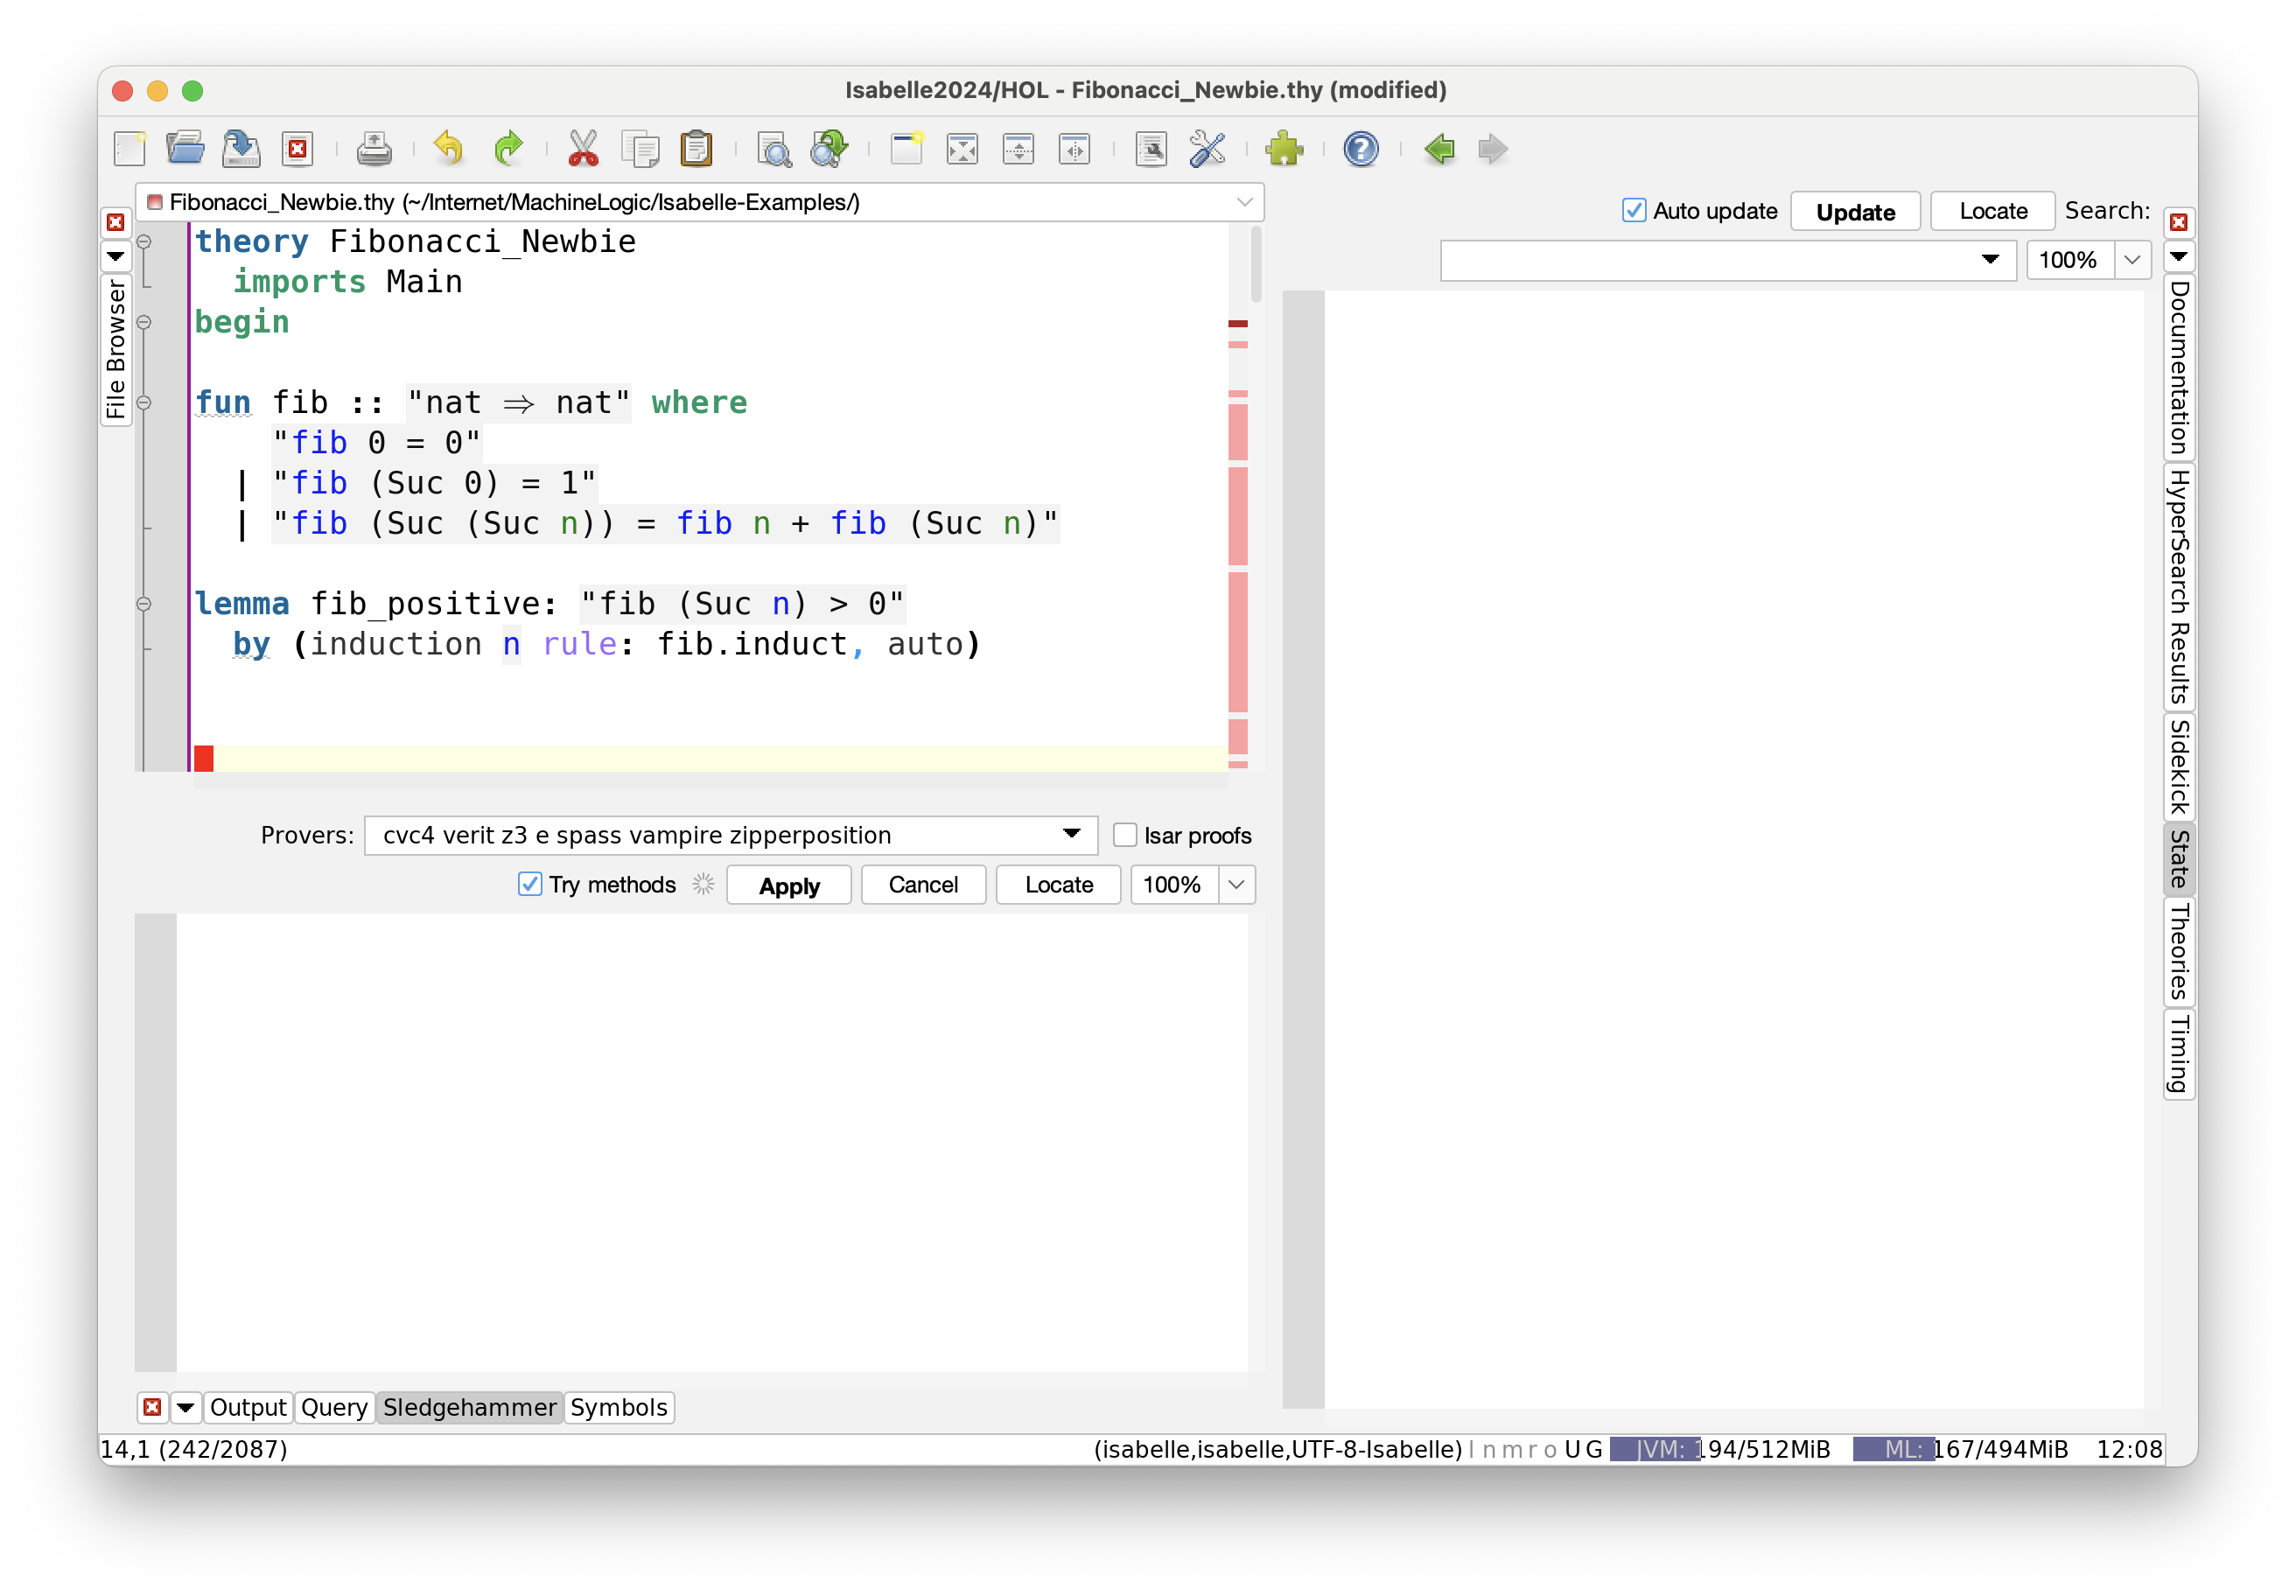 Isabelle2024/HOL - Fibonacci_Newbie.thy (modified)
Fibonacci_Newbie.thy (~/Internet/MachineLogic/Isabelle-Examples/)
File Browser
theory Fibonacci_Newbie
imports Main
begin
fun fib :: "nat ⇒ nat" where
"fib 0 = 0"
| "fib (Suc 0) = 1"
| "fib (Suc (Suc n)) = fib n + fib (Suc n)"
lemma fib_positive: "fib (Suc n) > 0"
by (induction n rule: fib.induct, auto)
Provers: cvc4 verit z3 e spass vampire zipperposition Isar proofs
Try methods Apply Cancel Locate 100%
Output Query Sledgehammer Symbols
Auto update Update Locate Search:
100%
Documentation
HyperSearch Results
Sidekick
State
Theories
Timing
14,1 (242/2087)
(isabelle,isabelle,UTF-8-Isabelle) l n m r o U G JVM: 194/512MiB ML: 167/494MiB 12:08